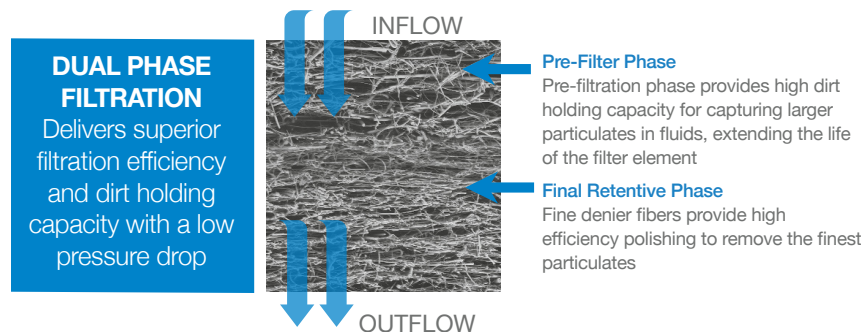 DUAL PHASE
FILTRATION
Delivers superior
filtration efficiency
and dirt holding
capacity with a low
pressure drop
INFLOW
Pre-Filter Phase
Pre-filtration phase provides high dirt
holding capacity for capturing larger
particulates in fluids, extending the life
of the filter element
Final Retentive Phase
Fine denier fibers provide high
efficiency polishing to remove the finest
particulates
OUTFLOW